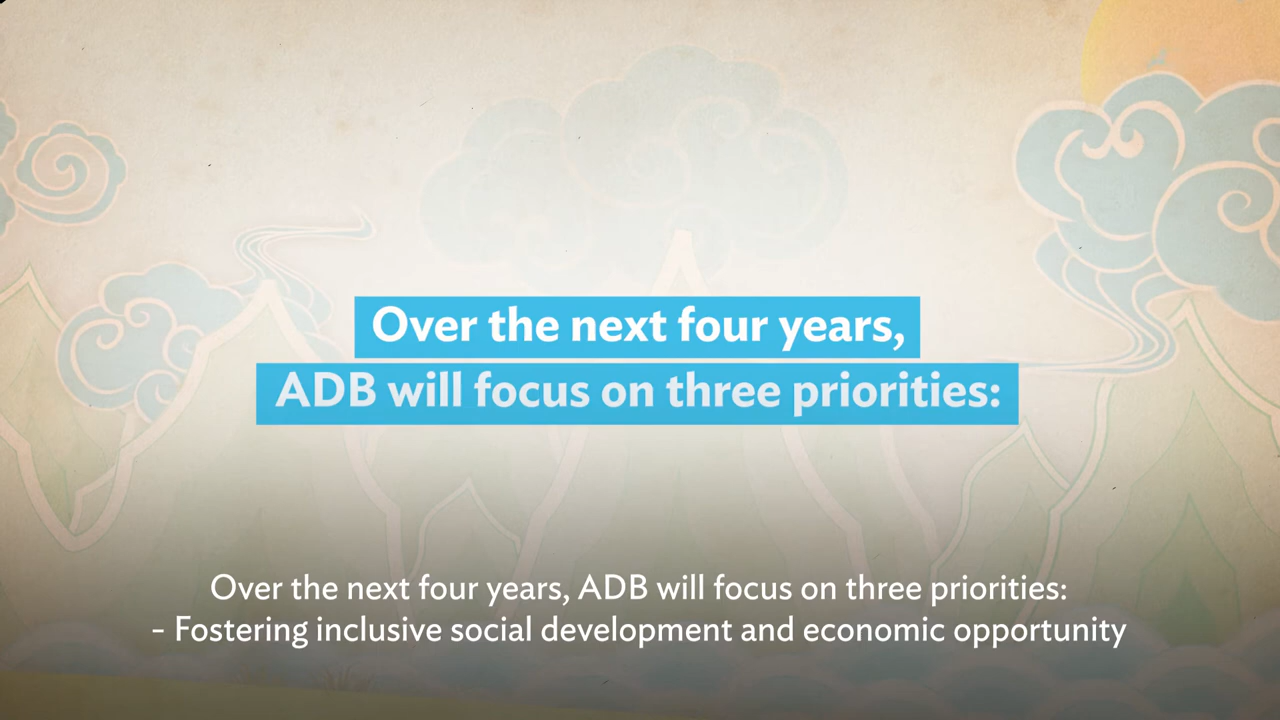 Over the next four years,
ADB will focus on three priorities:
Over the next four years, ADB will focus on three priorities:
- Fostering inclusive social development and economic opportunity